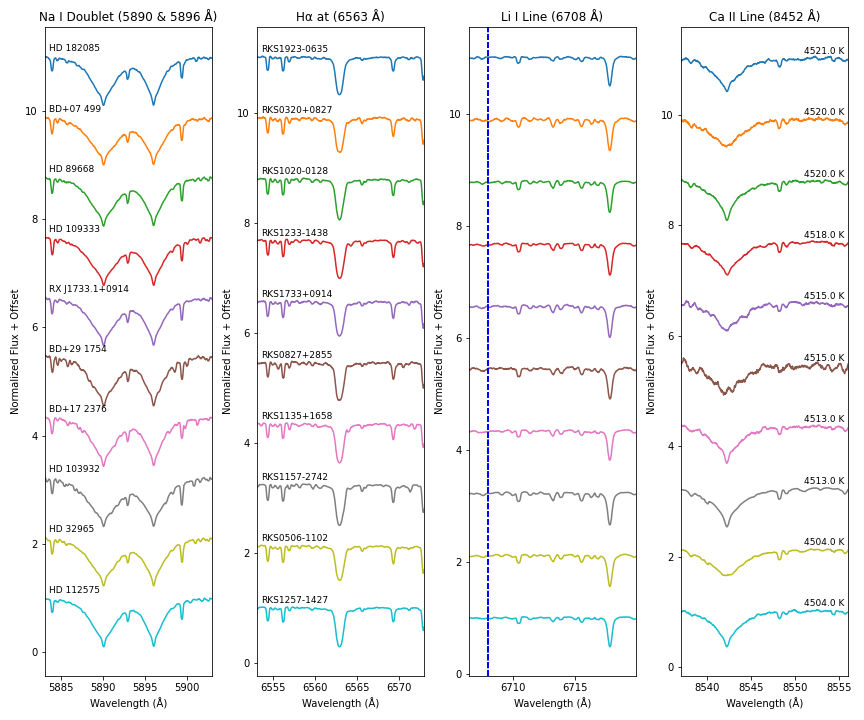 Na I Doublet (5890 & 5896 Å)
Hα at (6563 Å)
Li I Line (6708 Å)
Ca II Line (8452 Å)
HD 182085
BD+07 499
HD 89668
HD 109333
RX J1733.1+0914
BD+29 1754
BD+17 2376
HD 103932
HD 32965
HD 112575
10
8
6
4
2
0
Normalized Flux + Offset
5885
5890
5895
5900
Wavelength (Å)
RKS1923-0635
RKS0320+0827
RKS1020-0128
RKS1233-1438
RKS1733+0914
RKS0827+2855
RKS1135+1658
RKS1157-2742
RKS0506-1102
RKS1257-1427
10
8
6
4
2
0
Normalized Flux + Offset
6555
6560
6565
6570
Wavelength (Å)
10
8
6
4
2
0
Normalized Flux + Offset
6710
6715
Wavelength (Å)
4521.0 K
4520.0 K
4520.0 K
4518.0 K
4515.0 K
4515.0 K
4513.0 K
4513.0 K
4504.0 K
4504.0 K
10
8
6
4
2
0
Normalized Flux + Offset
8540
8545
8550
8555
Wavelength (Å)